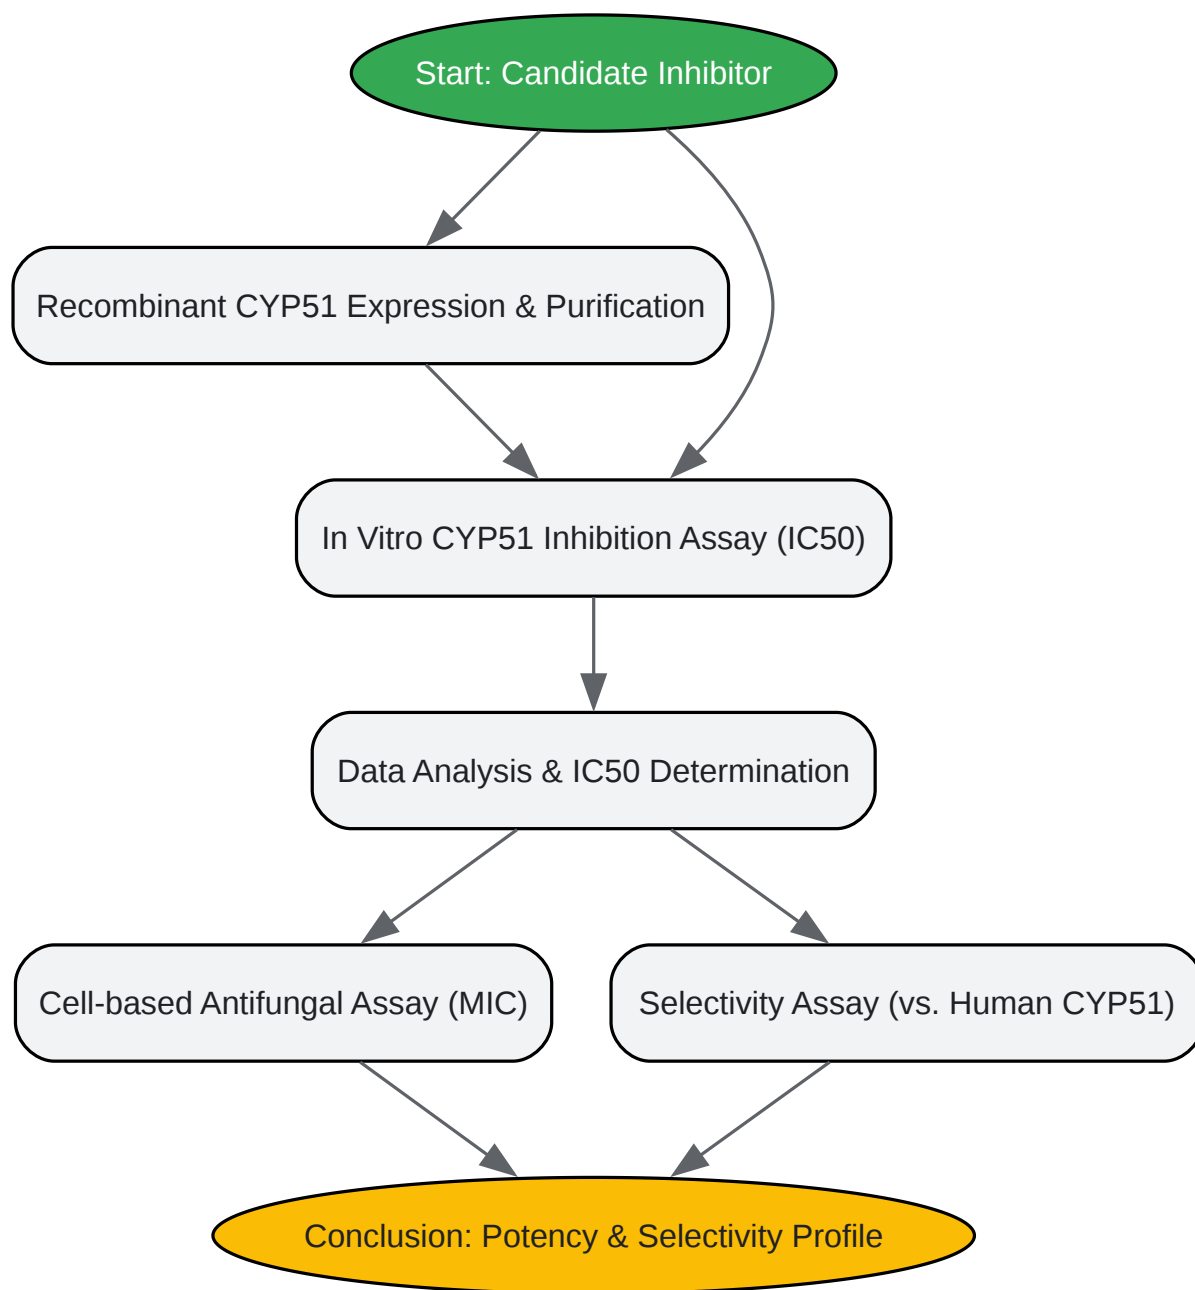 Start: Candidate Inhibitor
Recombinant CYP51 Expression & Purification
In Vitro CYP51 Inhibition Assay (IC50)
Data Analysis & IC50 Determination
Cell-based Antifungal Assay (MIC)
Selectivity Assay (vs. Human CYP51)
Conclusion: Potency & Selectivity Profile